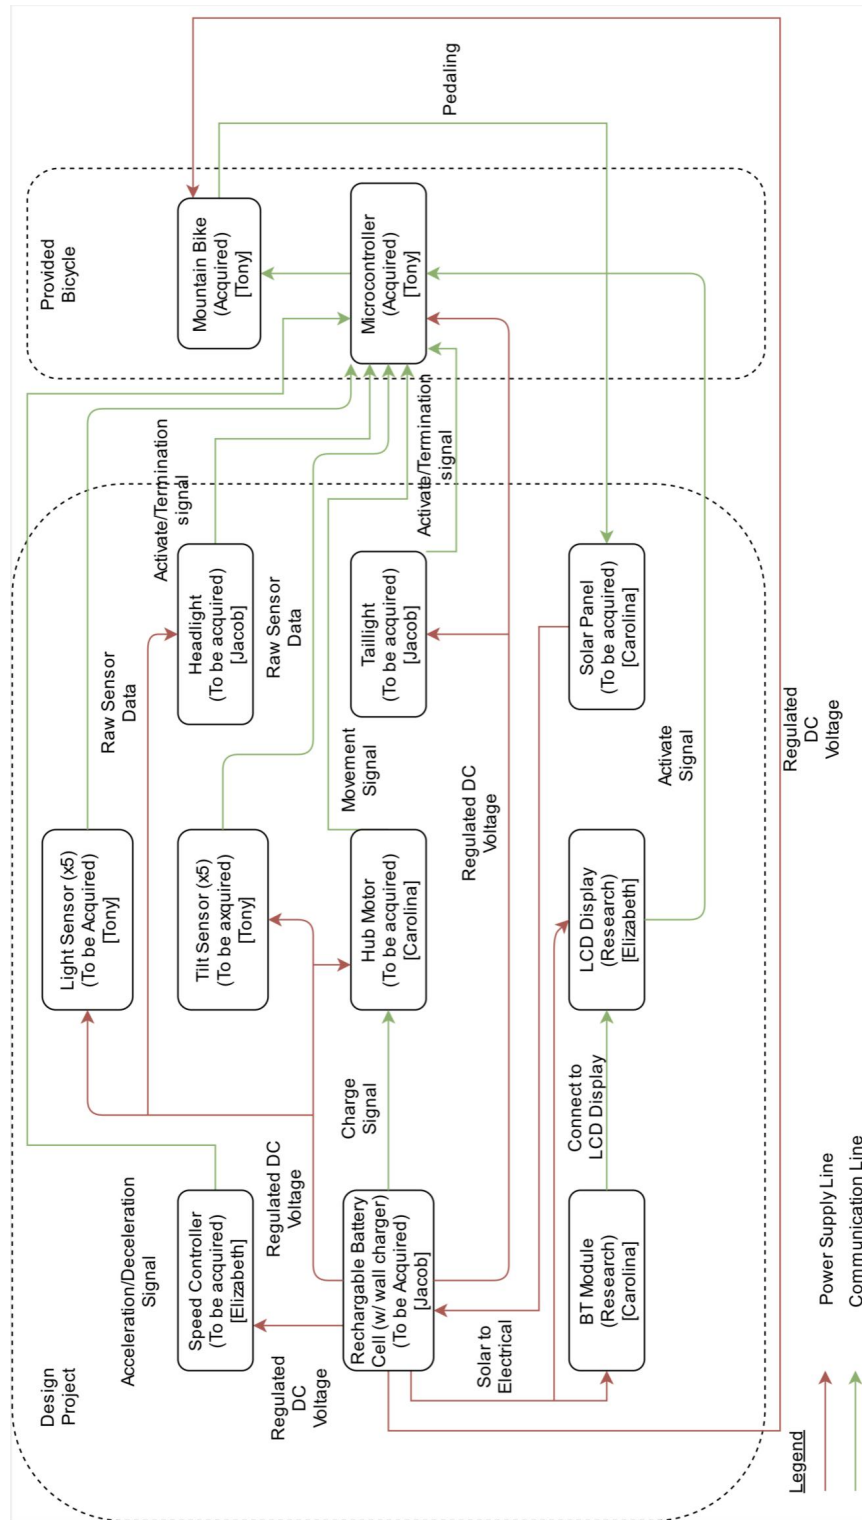 Design
Project
Acceleration/Deceleration
Signal
Speed Controller
(To be acquired)
[Elizabeth]
Regulated
DC
Voltage
Regulated DC
Voltage
Rechargable Battery
Cell (w/ wall charger)
(To be Acquired)
[Jacob]
Charge
Signal
Solar to
Electrical
BT Module
(Research)
[Carolina]
Connect to
LCD Display
Light Sensor (x5)
(To be Acquired)
[Tony]
Raw Sensor
Data
Tilt Sensor (x5)
(To be axquired)
[Tony]
Hub Motor
(To be acquired)
[Carolina]
Movement
Signal
Regulated DC
Voltage
LCD Display
(Research)
[Elizabeth]
Activate
Signal
Headlight
(To be acquired)
[Jacob]
Activate/Termination
signal
Raw Sensor
Data
Taillight
(To be acquired)
[Jacob]
Activate/Termination
signal
Solar Panel
(To be acquired)
[Carolina]
Regulated
DC
Voltage
Provided
Bicycle
Mountain Bike
(Acquired)
[Tony]
Microcontroller
(Acquired)
[Tony]
Pedaling
Legend
Power Supply Line
Communication Line